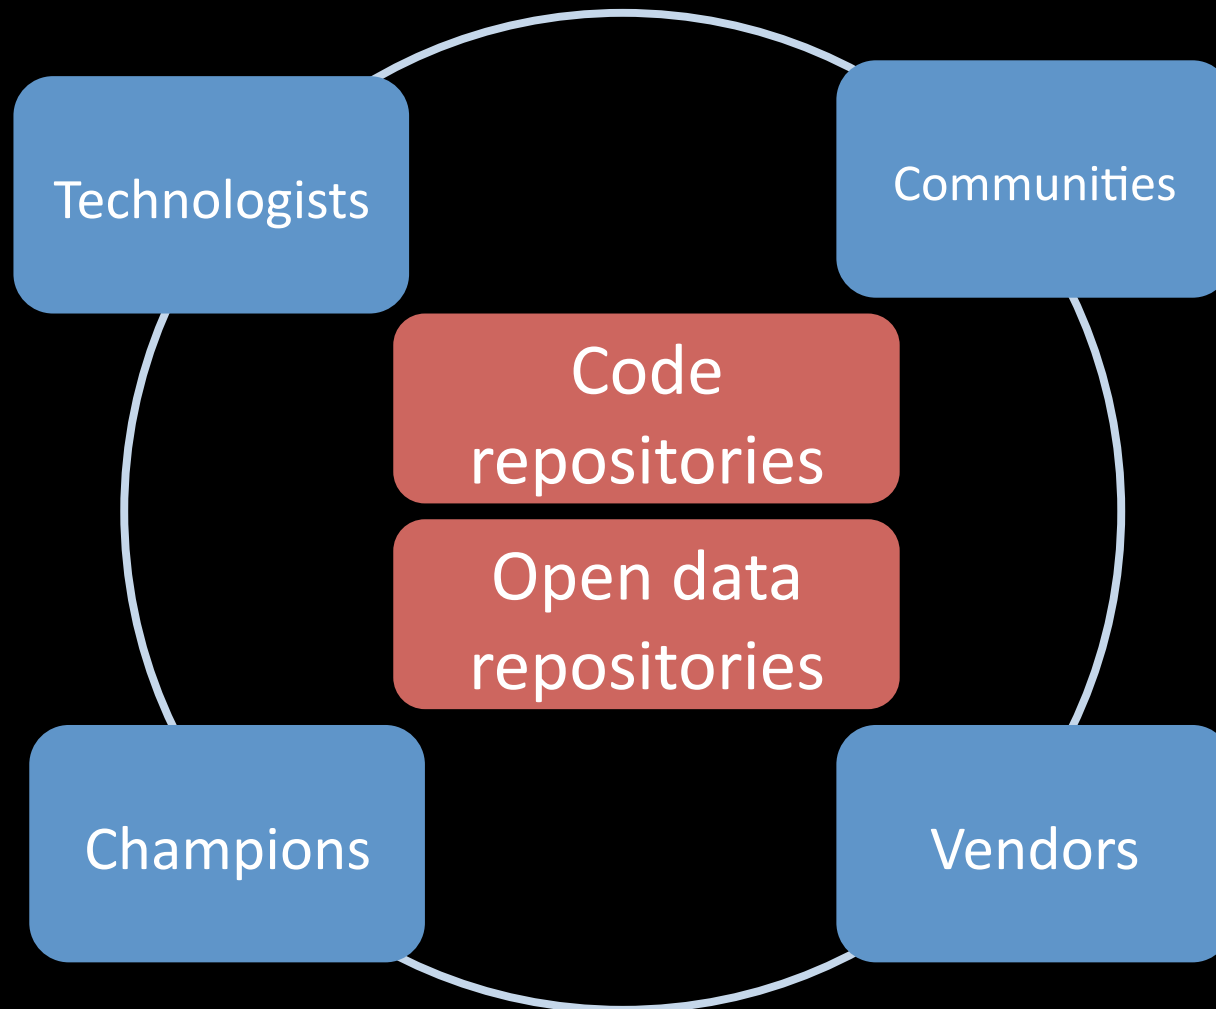 Technologists
Communities
Code
repositories
Open data
repositories
Champions
Vendors